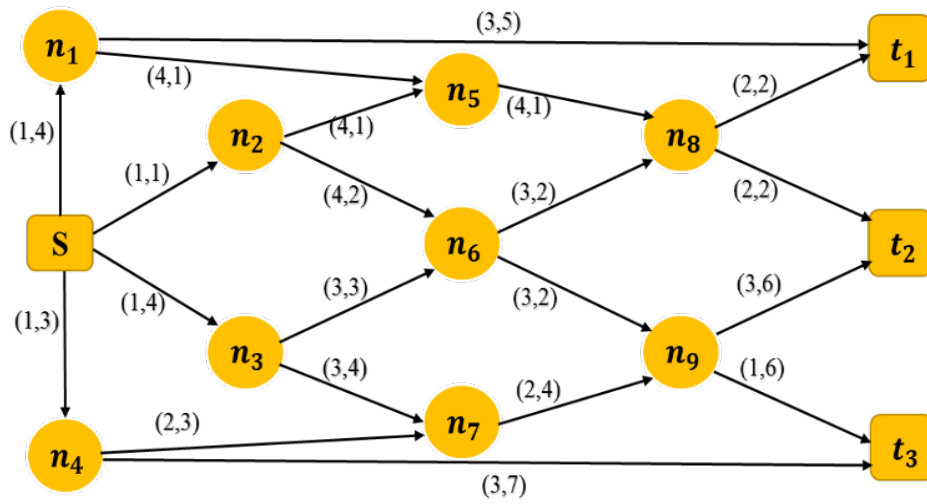 (3,5)
n₁
t₁
(4,1)
n₅
(4,1)
(2,2)
(1,4)
n₂
(4,1)
n₈
(1,1)
(4,2)
(3,2)
(2,2)
S
n₆
t₂
(1,3)
(1,4)
(3,3)
(3,2)
(3,6)
n₃
n₉
(3,4)
(2,4)
(1,6)
(2,3)
n₇
n₄
t₃
(3,7)